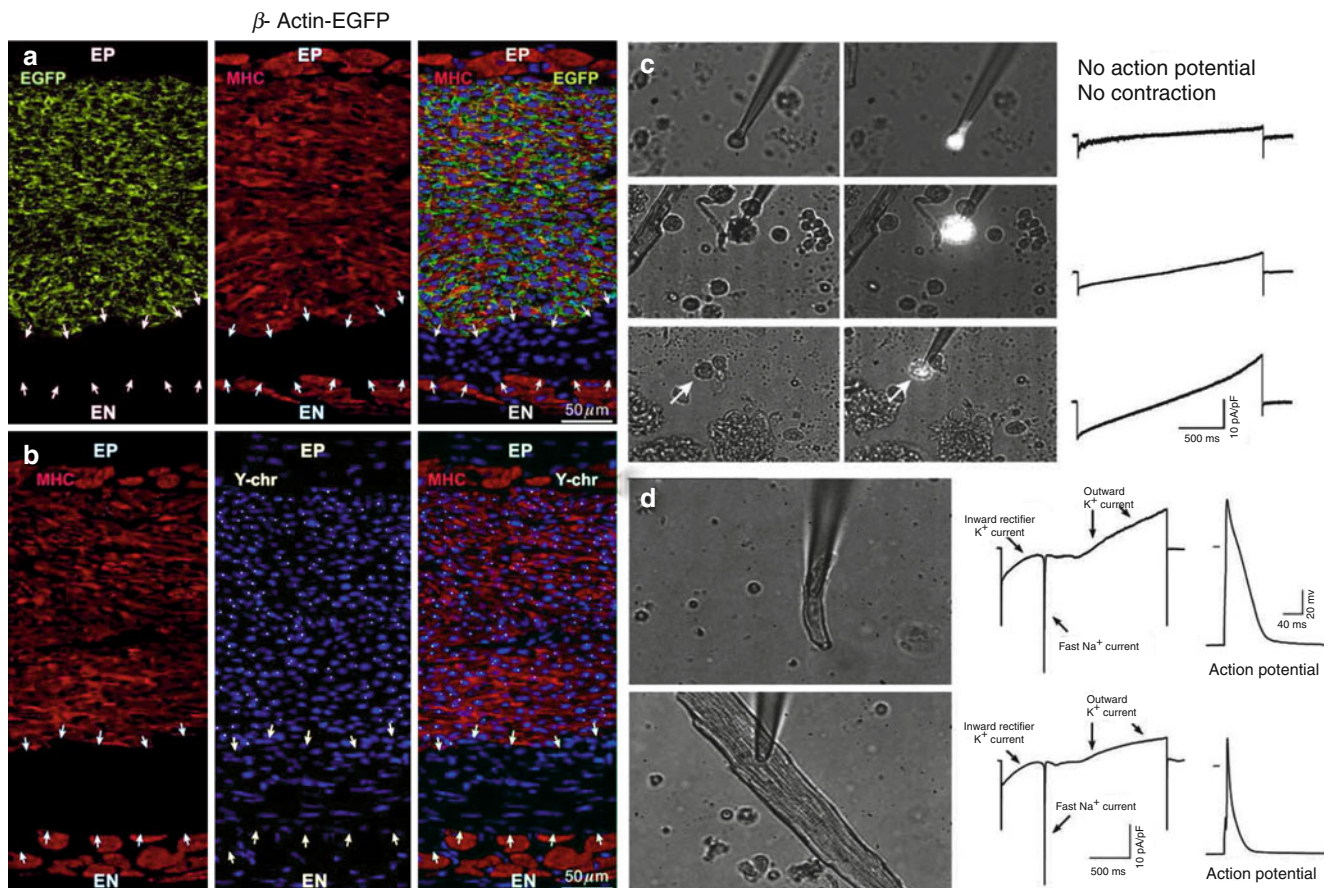 β- Actin-EGFP
a
EP
EGFP
EN
EP
MHC
EN
EP
MHC EGFP
EN
50 μm
b
EP
MHC
EN
EP
Y-chr
EN
EP
MHC Y-chr
EN
50 μm
c
No action potential
No contraction
10 pA/pF
500 ms
d
Inward rectifier
K+ current
Outward
K+ current
Fast Na+ current
20 mv
40 ms
Action potential
Inward rectifier
K+ current
Outward
K+ current
Fast Na+ current
10 pA/pF
500 ms
Action potential